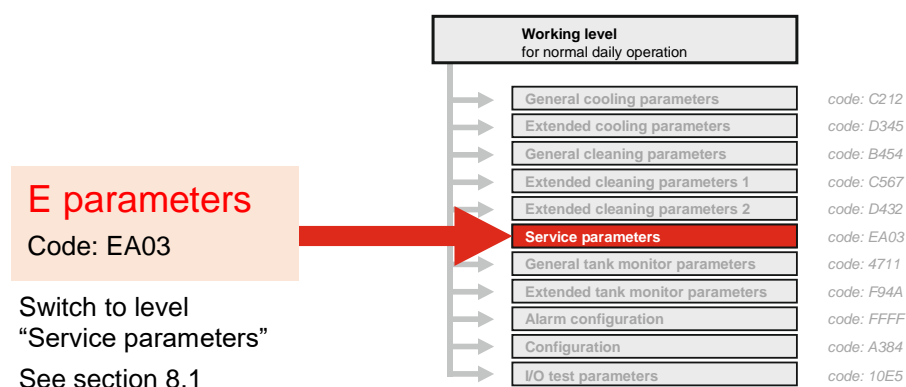 Working level
for normal daily operation
General cooling parameters code: C212
Extended cooling parameters code: D345
General cleaning parameters code: B454
Extended cleaning parameters 1 code: C567
Extended cleaning parameters 2 code: D432
Service parameters code: EA03
General tank monitor parameters code: 4711
Extended tank monitor parameters code: F94A
Alarm configuration code: FFFF
Configuration code: A384
I/O test parameters code: 10E5
E parameters
Code: EA03
Switch to level
“Service parameters”
See section 8.1